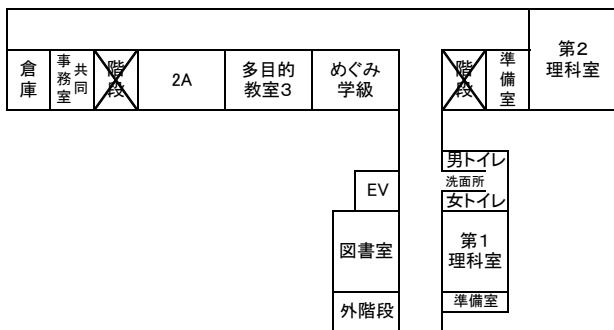 倉庫
共同
事務室
階段
2A
多目的
教室3
めぐみ
学級
階段
準備室
第2
理科室
男トイレ
洗面所
女トイレ
EV
図書室
第1
理科室
外階段
準備室